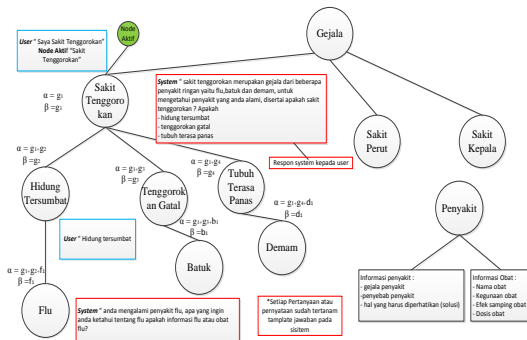 Node
Aktif
Gejala
User " Saya Sakit Tenggorokan"
Node Aktif "Sakit
Tenggorokan"
System " sakit tenggorokan merupakan gejala dari beberapa
penyakit ringan yaitu flu,batuk dan demam, untuk
mengetahui penyakit yang anda alami, disertai apakah sakit
tenggorokan ? Apakah
- hidung tersumbat
- tenggorokan gatal
- tubuh terasa panas
α = g₁
β =g₁
Sakit
Tenggoro
kan
Sakit
Perut
Sakit
Kepala
Respon system kepada user
α = g₁.g₂
β =g₂
α = g₁.g₃
β =g₃
α = g₁.g₄
β =g₄
Hidung
Tersumbat
Tenggorok
an Gatal
Tubuh
Terasa
Panas
α = g₁.g₄.d₁
β =d₁
Penyakit
User " Hidung tersumbat
α = g₁.g₃.b₁
β =b₁
Demam
Batuk
α = g₁.g₂.f₁
β =f₁
Flu
Informasi penyakit :
- gejala penyakit
-penyebab penyakit
- hal yang harus diperhatikan (solusi)
Informasi Obat :
- Nama obat
- Kegunaan obat
- Efek samping obat
- Dosis obat
System " anda mengalami penyakit flu, apa yang ingin
anda ketahui tentang flu apakah informasi flu atau obat
flu?
*Setiap Pertanyaan atau
pernyataan sudah tertanam
tamplate jawaban pada
sisitem